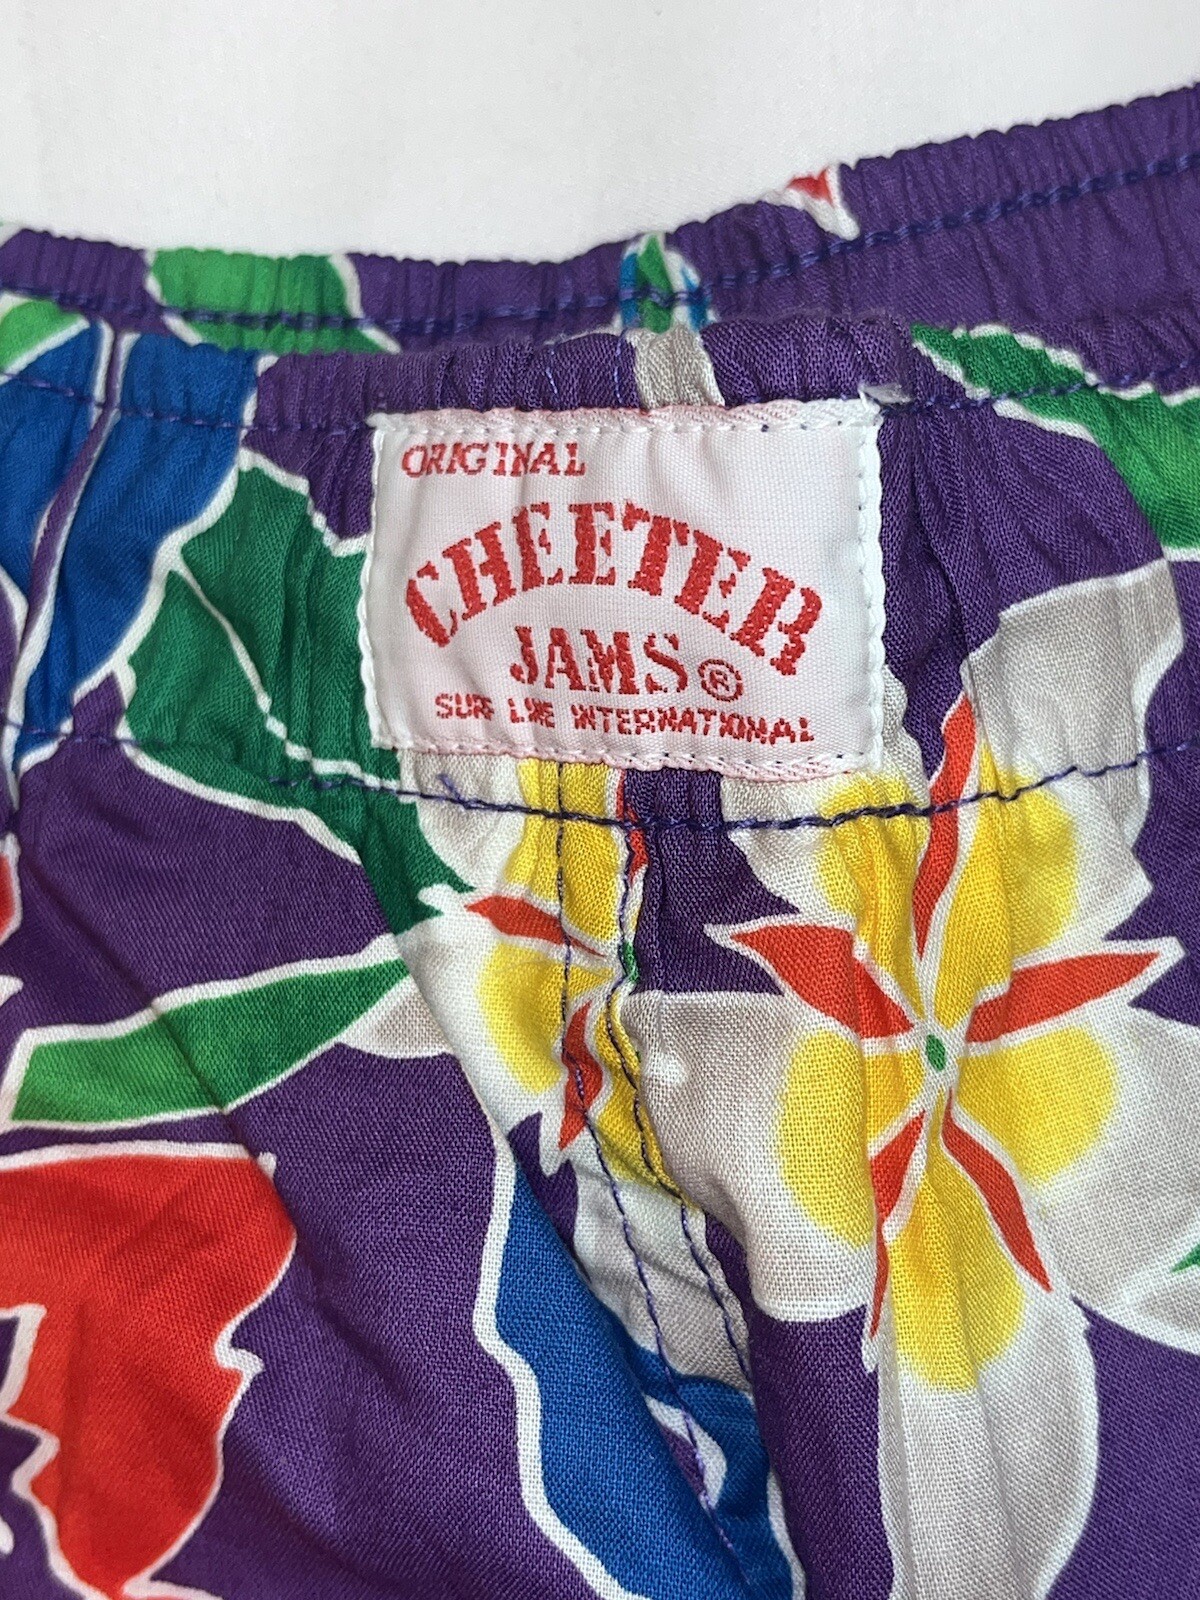 ORIGINAL
CHEETER
JAMS®
SURF LINE INTERNATIONAL